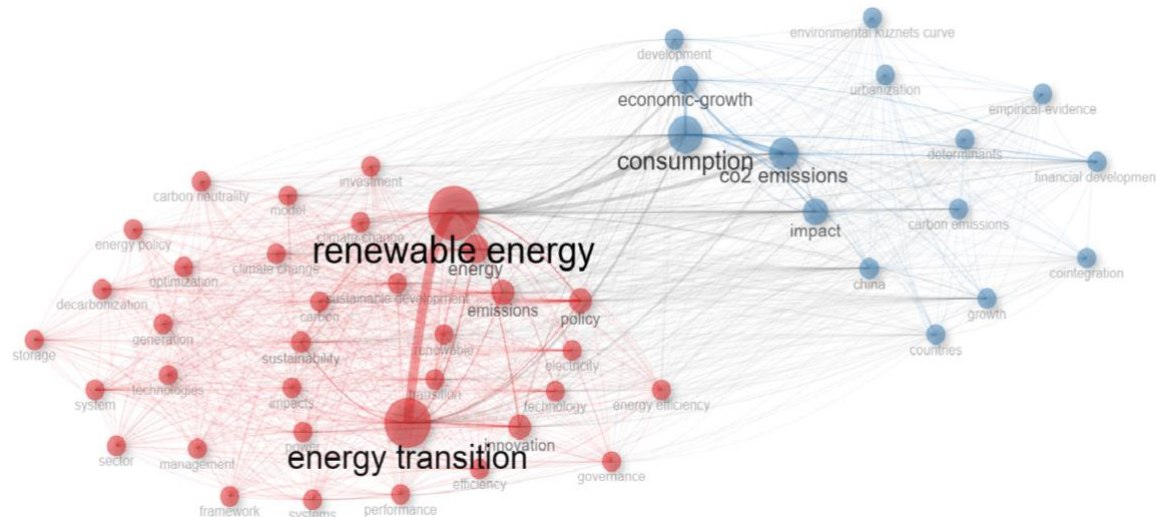 environmental kuznets curve
development
urbanization
economic-growth
empirical evidence
determinants
consumption
co2 emissions
financial developmen
investment
carbon neutrality
model
carbon emissions
climate change
impact
energy policy
renewable energy
energy
climate change
cointegration
optimization
china
sustainable development
decarbonization
carbon
emissions
policy
growth
generation
renewable
countries
storage
sustainability
electricity
technologies
transition
system
impacts
technology
energy efficiency
power
innovation
energy transition
sector
management
efficiency
governance
framework
systems
performance